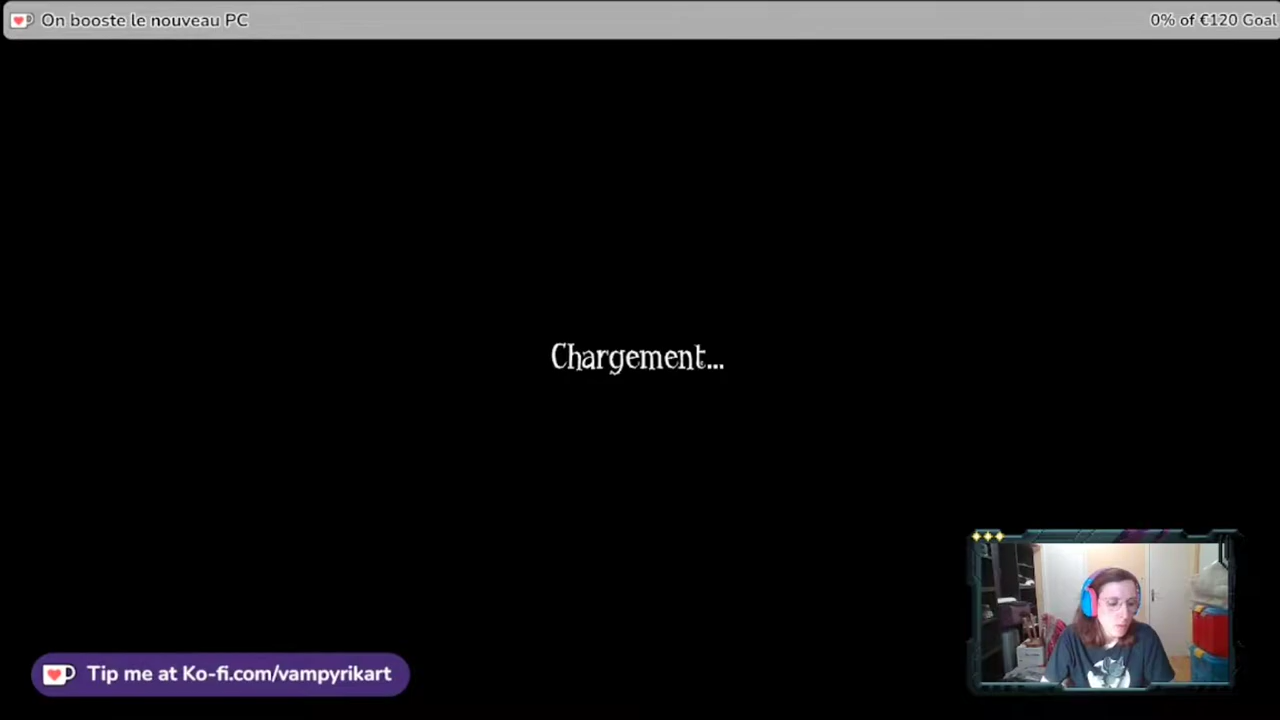 On booste le nouveau PC
0% of €120 Goal
Chargement...
Tip me at Ko-fi.com/vampyrikart